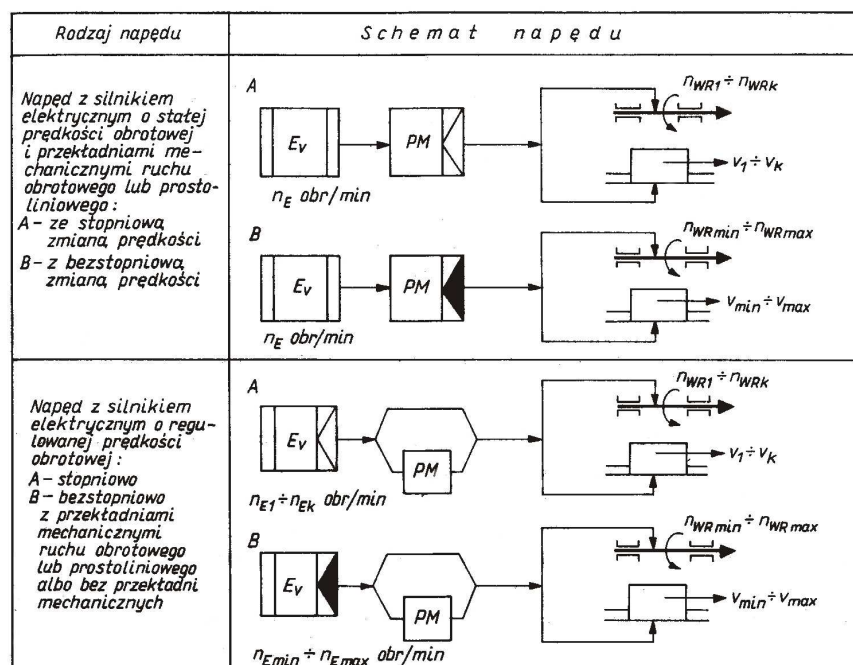 Rodzaj napędu
Schemat napędu
Napęd z silnikiem
elektrycznym o stałej
prędkości obrotowej
i przekładniami me-
chanicznymi ruchu
obrotowego lub prosto-
liniowego:
A – ze stopniową
zmianą prędkości
B – z bezstopniową
zmianą prędkości
A
E_v
PM
n_E obr/min
n_WR1 ÷ n_WRk
v_1 ÷ v_k
B
E_v
PM
n_E obr/min
n_WRmin ÷ n_WRmax
v_min ÷ v_max
Napęd z silnikiem
elektrycznym o regu-
lowanej prędkości
obrotowej:
A – stopniowo
B – bezstopniowo
z przekładniami
mechanicznymi
ruchu obrotowego
lub prostoliniowego
albo bez przekładni
mechanicznych
A
E_v
PM
n_E1 ÷ n_Ek obr/min
n_WR1 ÷ n_WRk
v_1 ÷ v_k
B
E_v
PM
n_Emin ÷ n_Emax obr/min
n_WRmin ÷ n_WRmax
v_min ÷ v_max